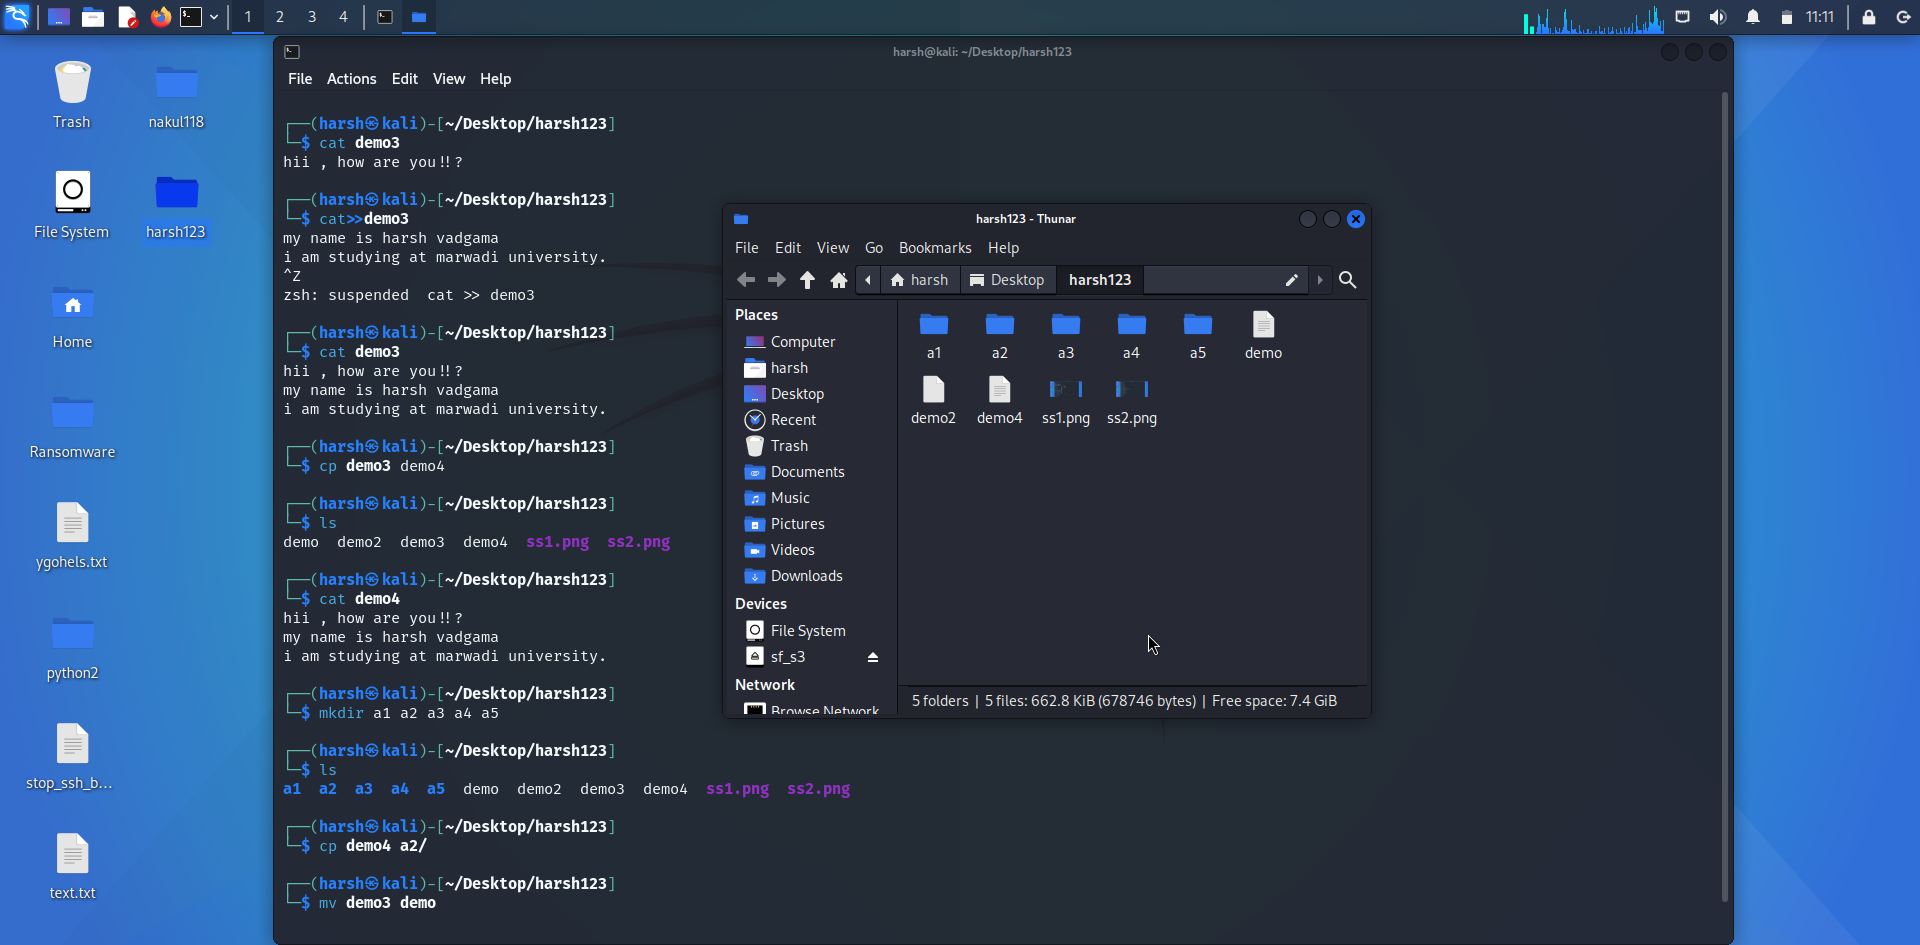 1 2 3 4 11:11
harsh@kali: ~/Desktop/harsh123
File Actions Edit View Help
Trash
nakul118
File System
harsh123
Home
Ransomware
ygohels.txt
python2
stop_ssh_b...
text.txt
┌──(harsh㉿kali)-[~/Desktop/harsh123]
└─$ cat demo3
hii , how are you!!?
┌──(harsh㉿kali)-[~/Desktop/harsh123]
└─$ cat>>demo3
my name is harsh vadgama
i am studying at marwadi university.
^Z
zsh: suspended  cat >> demo3
┌──(harsh㉿kali)-[~/Desktop/harsh123]
└─$ cat demo3
hii , how are you!!?
my name is harsh vadgama
i am studying at marwadi university.
┌──(harsh㉿kali)-[~/Desktop/harsh123]
└─$ cp demo3 demo4
┌──(harsh㉿kali)-[~/Desktop/harsh123]
└─$ ls
demo  demo2  demo3  demo4  ss1.png  ss2.png
┌──(harsh㉿kali)-[~/Desktop/harsh123]
└─$ cat demo4
hii , how are you!!?
my name is harsh vadgama
i am studying at marwadi university.
┌──(harsh㉿kali)-[~/Desktop/harsh123]
└─$ mkdir a1 a2 a3 a4 a5
┌──(harsh㉿kali)-[~/Desktop/harsh123]
└─$ ls
a1  a2  a3  a4  a5  demo  demo2  demo3  demo4  ss1.png  ss2.png
┌──(harsh㉿kali)-[~/Desktop/harsh123]
└─$ cp demo4 a2/
┌──(harsh㉿kali)-[~/Desktop/harsh123]
└─$ mv demo3 demo
harsh123 - Thunar
File Edit View Go Bookmarks Help
harsh Desktop harsh123
Places
Computer
harsh
Desktop
Recent
Trash
Documents
Music
Pictures
Videos
Downloads
Devices
File System
sf_s3
Network
Browse Network
a1 a2 a3 a4 a5 demo
demo2 demo4 ss1.png ss2.png
5 folders | 5 files: 662.8 KiB (678746 bytes) | Free space: 7.4 GiB